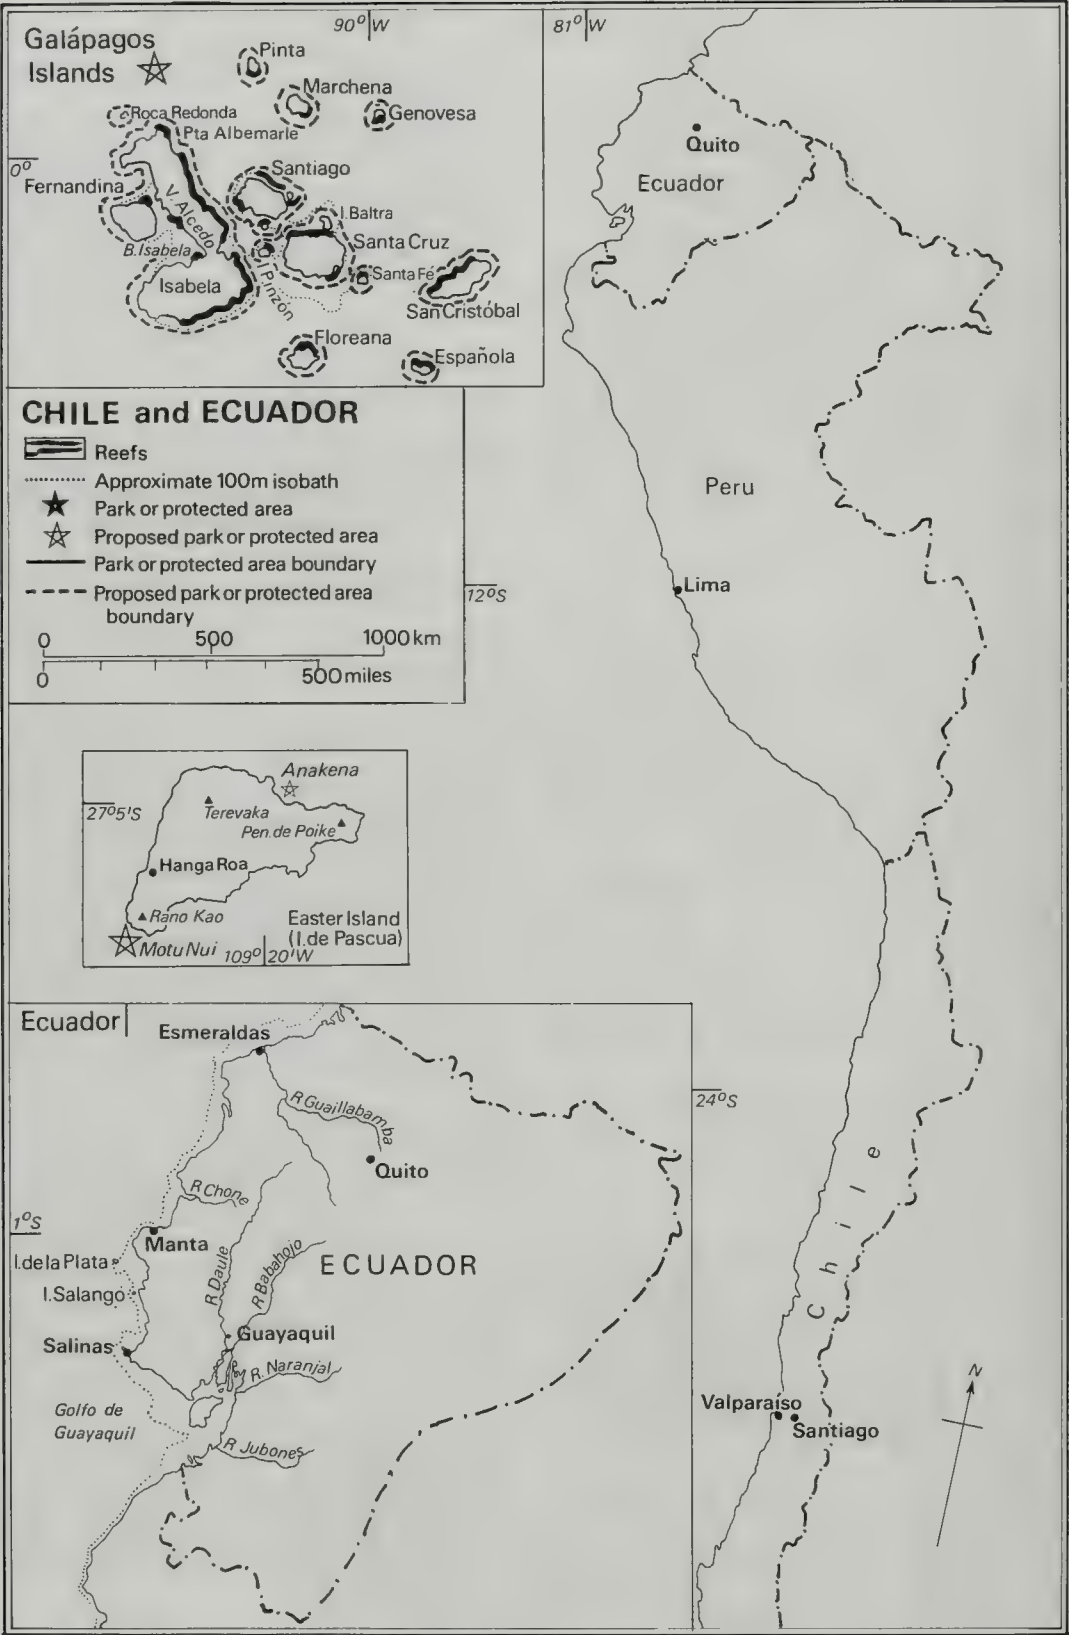 90° W
81° W
Galápagos
Islands
Pinta
Marchena
Genovesa
Roca Redonda
Pta Albemarle
0°
Santiago
Fernandina
V. Alcedo
I. Baltra
B. Isabela
Santa Cruz
Isabela
I Pinzón
Santa Fé
San Cristóbal
Floreana
Española
Quito
Ecuador
Peru
Lima
12°S
CHILE and ECUADOR
Reefs
Approximate 100m isobath
Park or protected area
Proposed park or protected area
Park or protected area boundary
Proposed park or protected area
boundary
0 500 1000 km
0 500 miles
Anakena
27°5'S
Terevaka
Pen. de Poike
Hanga Roa
Rano Kao
Easter Island
(I. de Pascua)
Motu Nui
109° 20'W
Ecuador
Esmeraldas
R Guaillabamba
Quito
R Chone
1°S
Manta
I. de la Plata
R Daule
R Babahojo
ECUADOR
I. Salango
Salinas
Guayaquil
R. Naranjal
Golfo de
Guayaquil
R Jubones
24°S
Chile
Valparaíso
Santiago
N